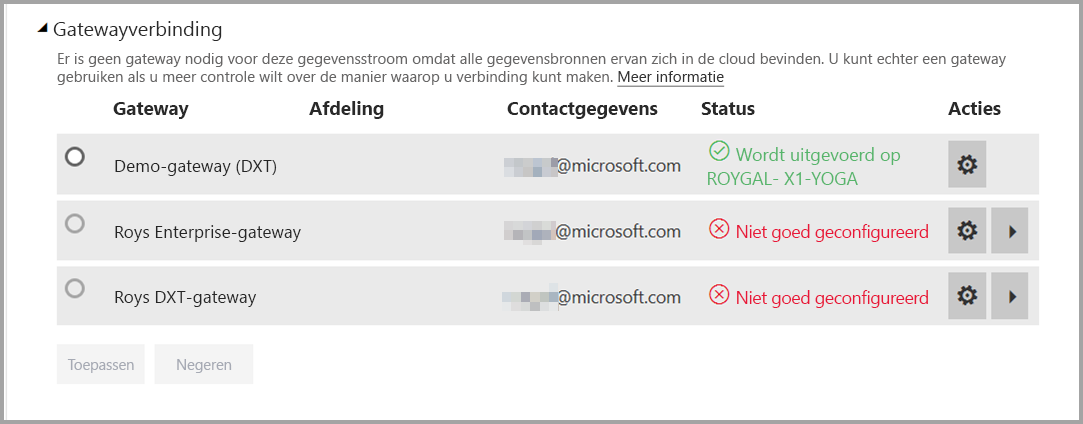 Gatewayverbinding
Er is geen gateway nodig voor deze gegevensstroom omdat alle gegevensbronnen ervan zich in de cloud bevinden. U kunt echter een gateway
gebruiken als u meer controle wilt over de manier waarop u verbinding kunt maken. Meer informatie
Gateway Afdeling Contactgegevens Status Acties
Demo-gateway (DXT) @microsoft.com Wordt uitgevoerd op
ROYGAL- X1-YOGA
Roys Enterprise-gateway @microsoft.com Niet goed geconfigureerd
Roys DXT-gateway @microsoft.com Niet goed geconfigureerd
Toepassen Negeren